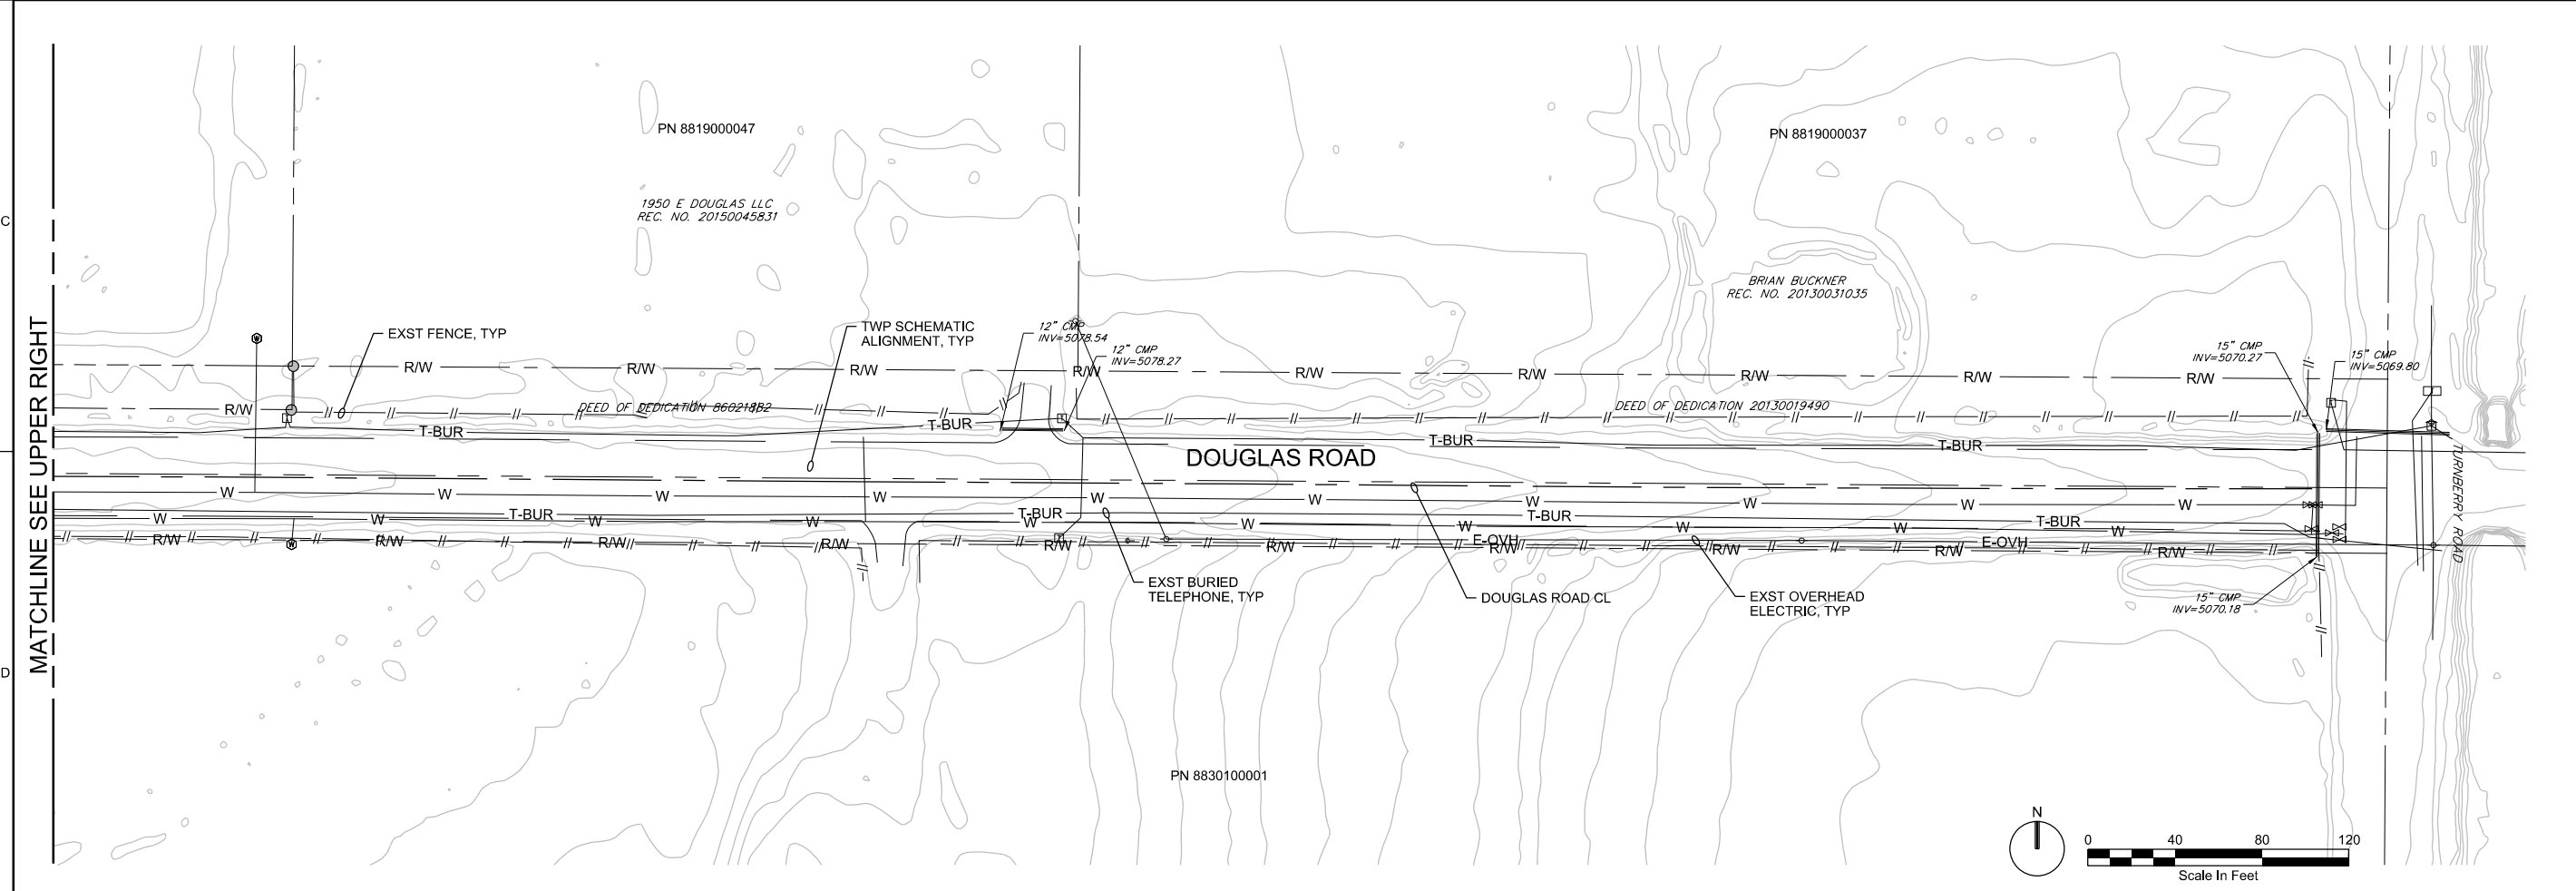 PN 8819000047
PN 8819000037
1950 E DOUGLAS LLC
REC. NO. 20150045831
BRIAN BUCKNER
REC. NO. 20130031035
C
D
MATCHLINE SEE UPPER RIGHT
EXST FENCE, TYP
TWP SCHEMATIC
ALIGNMENT, TYP
12" CMP
INV=5078.54
12" CMP
INV=5078.27
15" CMP
INV=5070.27
15" CMP
INV=5069.80
R/W R/W R/W R/W R/W R/W R/W R/W R/W
R/W
DEED OF DEDICATION 86021882
DEED OF DEDICATION 20130019490
T-BUR T-BUR T-BUR T-BUR
DOUGLAS ROAD
TURNBERRY ROAD
W W W W W W W W W W
T-BUR T-BUR T-BUR T-BUR
W W W W W W W W W W
E-OVH E-OVH
R/W R/W R/W R/W R/W R/W R/W R/W R/W R/W
EXST BURIED
TELEPHONE, TYP
DOUGLAS ROAD CL
EXST OVERHEAD
ELECTRIC, TYP
15" CMP
INV=5070.18
PN 8830100001
N
0 40 80 120
Scale In Feet